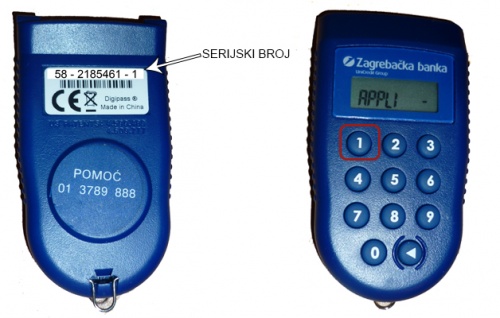 SERIJSKI BROJ
58 - 2185461 - 1
Digipass ®
Made in China
POMOĆ
01 3789 888
Zagrebačka banka
UniCredit Group
APPLI -
1 2 3
4 5 6
7 8 9
0